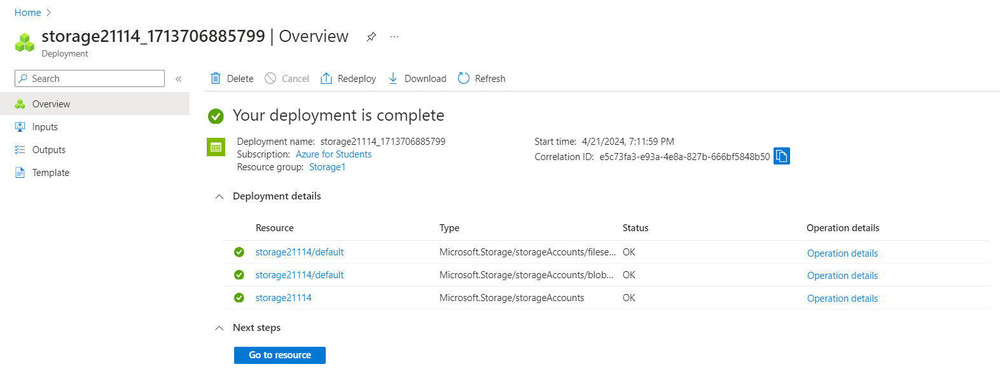 Home
storage21114_1713706885799 | Overview
Deployment
Search
Overview
Inputs
Outputs
Template
Delete Cancel Redeploy Download Refresh
Your deployment is complete
Deployment name: storage21114_1713706885799
Subscription: Azure for Students
Resource group: Storage1
Start time: 4/21/2024, 7:11:59 PM
Correlation ID: e5c73fa3-e93a-4e8a-827b-666bf5848b50
Deployment details
Resource Type Status Operation details
storage21114/default Microsoft.Storage/storageAccounts/filese... OK Operation details
storage21114/default Microsoft.Storage/storageAccounts/blob... OK Operation details
storage21114 Microsoft.Storage/storageAccounts OK Operation details
Next steps
Go to resource